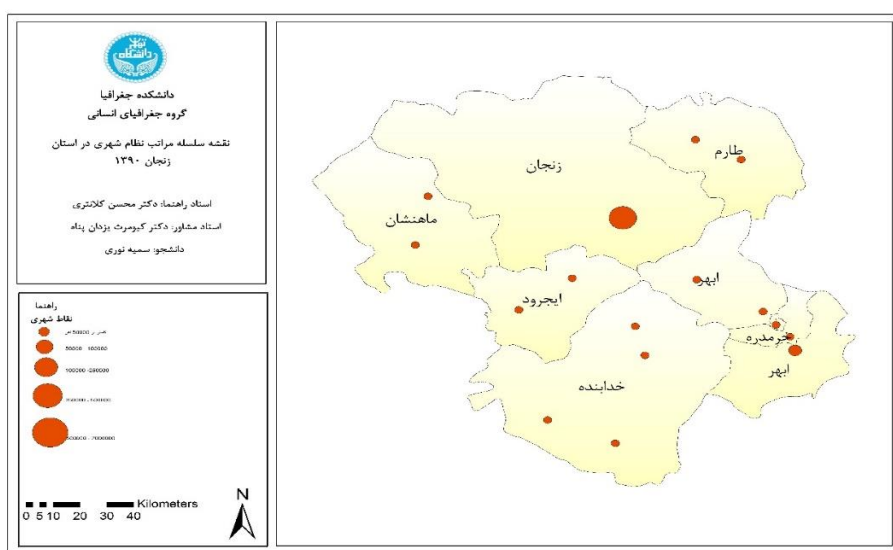 دانشکده جغرافیا
گروه جغرافیای انسانی
نقشه سلسله مراتب نظام شهری در استان
زنجان ۱۳۹۰
استاد راهنما: دکتر محسن کلانتری
استاد مشاور: دکتر کیومرث یزدان پناه
دانشجو: سمیه نوری
راهنما
نقاط شهری
50000 - 100000
Kilometers
0 5 10 20 30 40
N
طارم
زنجان
ماهنشان
ابهر
ایجرود
خرمدره
ابهر
خدابنده